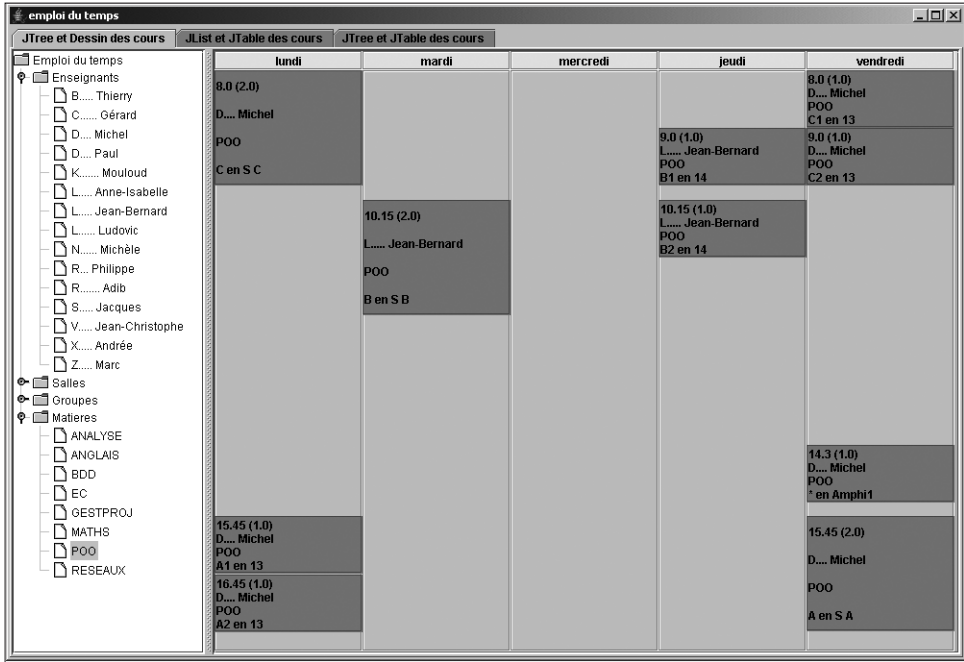 emploi du temps
JTree et Dessin des cours
JList et JTable des cours
JTree et JTable des cours
Emploi du temps
Enseignants
B..... Thierry
C...... Gérard
D.... Michel
D.... Paul
K....... Mouloud
L..... Anne-Isabelle
L..... Jean-Bernard
L...... Ludovic
N...... Michèle
R... Philippe
R....... Adib
S..... Jacques
V..... Jean-Christophe
X..... Andrée
Z.... Marc
Salles
Groupes
Matieres
ANALYSE
ANGLAIS
BDD
EC
GESTPROJ
MATHS
POO
RESEAUX
lundi
8.0 (2.0)
D.... Michel
POO
C en S C
15.45 (1.0)
D.... Michel
POO
A1 en 13
16.45 (1.0)
D.... Michel
POO
A2 en 13
mardi
10.15 (2.0)
L..... Jean-Bernard
POO
B en S B
mercredi
jeudi
9.0 (1.0)
L..... Jean-Bernard
POO
B1 en 14
10.15 (1.0)
L..... Jean-Bernard
POO
B2 en 14
vendredi
8.0 (1.0)
D.... Michel
POO
C1 en 13
9.0 (1.0)
D.... Michel
POO
C2 en 13
14.3 (1.0)
D.... Michel
POO
* en Amphi1
15.45 (2.0)
D.... Michel
POO
A en S A